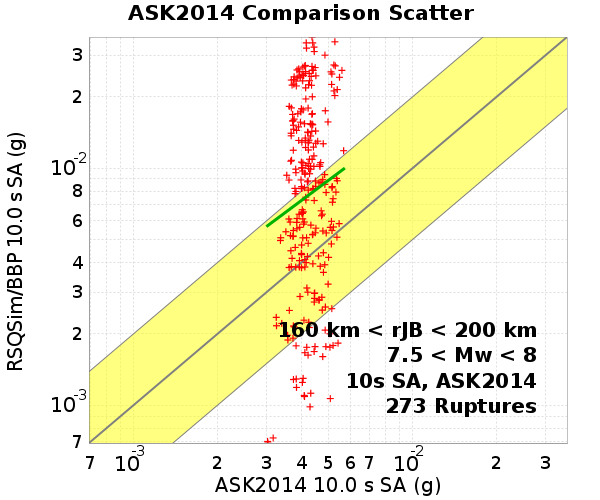 ASK2014 Comparison Scatter
RSQSim/BBP 10.0 s SA (g)
3
2
10-2
8
6
4
3
2
10-3
7
160 km < rJB < 200 km
7.5 < Mw < 8
10s SA, ASK2014
273 Ruptures
7 10-3 2 3 4 5 6 7 10-2 2 3
ASK2014 10.0 s SA (g)